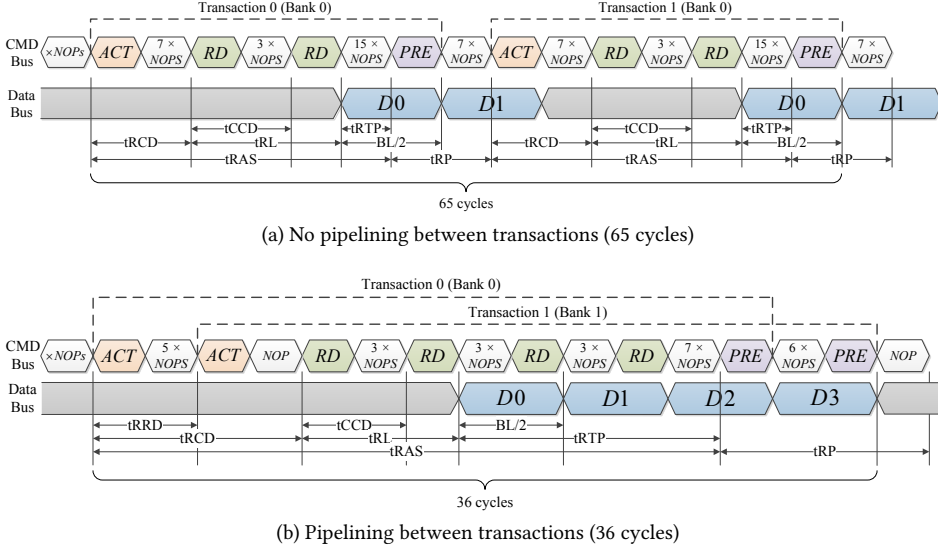 Transaction 0 (Bank 0) Transaction 1 (Bank 0)
CMD Bus ×NOPs ACT 7 × NOPS RD 3 × NOPS RD 15 × NOPS PRE 7 × NOPS ACT 7 × NOPS RD 3 × NOPS RD 15 × NOPS PRE 7 × NOPS
Data Bus D0 D1 D0 D1
tCCD tRTP tCCD tRTP
tRCD tRL BL/2 tRCD tRL BL/2
tRAS tRP tRAS tRP
65 cycles
(a) No pipelining between transactions (65 cycles)
Transaction 0 (Bank 0)
Transaction 1 (Bank 1)
CMD Bus ×NOPs ACT 5 × NOPS ACT NOP RD 3 × NOPS RD 3 × NOPS RD 3 × NOPS RD 7 × NOPS PRE 6 × NOPS PRE NOP
Data Bus D0 D1 D2 D3
tRRD tCCD BL/2
tRCD tRL tRTP
tRAS tRP
36 cycles
(b) Pipelining between transactions (36 cycles)